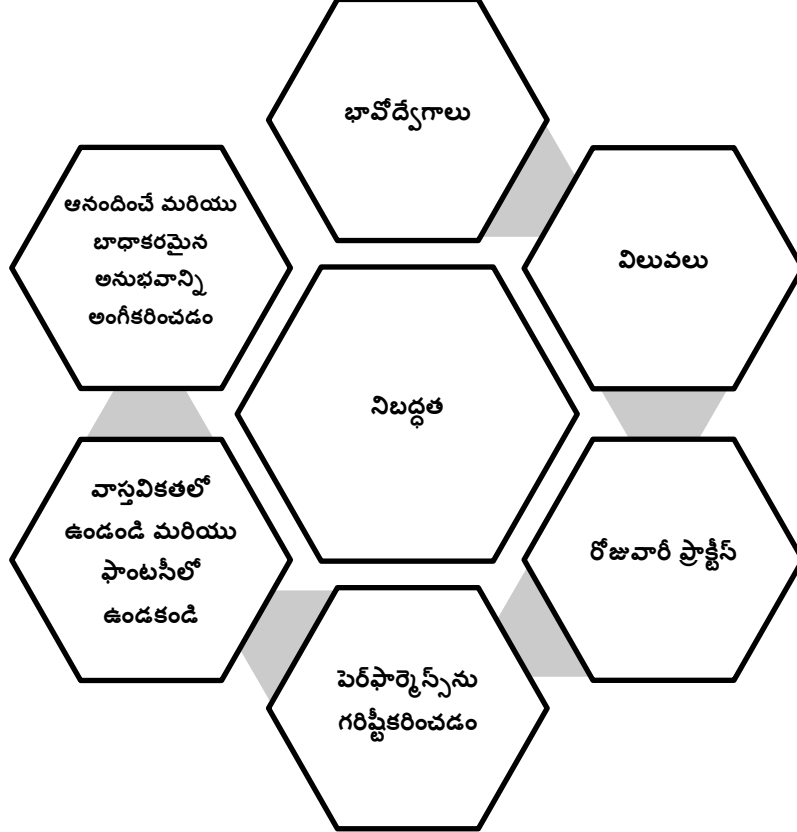 భావోద్వేగాలు
విలువలు
రోజువారీ ప్రాక్టీస్
పెర్‌ఫార్మెన్స్‌ను
గరిష్టీకరించడం
వాస్తవికతలో
ఉండండి మరియు
ఫాంటసీలో
ఉండకండి
ఆనందించే మరియు
బాధాకరమైన
అనుభవాన్ని
అంగీకరించడం
నిబద్ధత